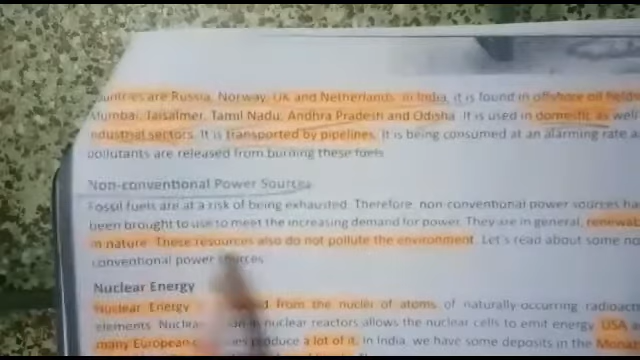 ountries are Russia, Norway, UK and Netherlands. In India, it is found in offshore oil fields
Mumbai, Jaisalmer, Tamil Nadu, Andhra Pradesh and Odisha. It is used in domestic as well
industrial sectors. It is transported by pipelines. It is being consumed at an alarming rate a
pollutants are released from burning these fuels.
Non-conventional Power Sources
Fossil fuels are at a risk of being exhausted. Therefore, non-conventional power sources ha
been brought to use to meet the increasing demand for power. They are in general, renewab
in nature. These resources also do not pollute the environment. Let's read about some no
conventional power sources.
Nuclear Energy
Nuclear Energy from the nuclei of atoms of naturally-occurring radioact
elements. Nuclear in nuclear reactors allows the nuclear cells to emit energy. USA
many European produce a lot of it. In India, we have some deposits in the